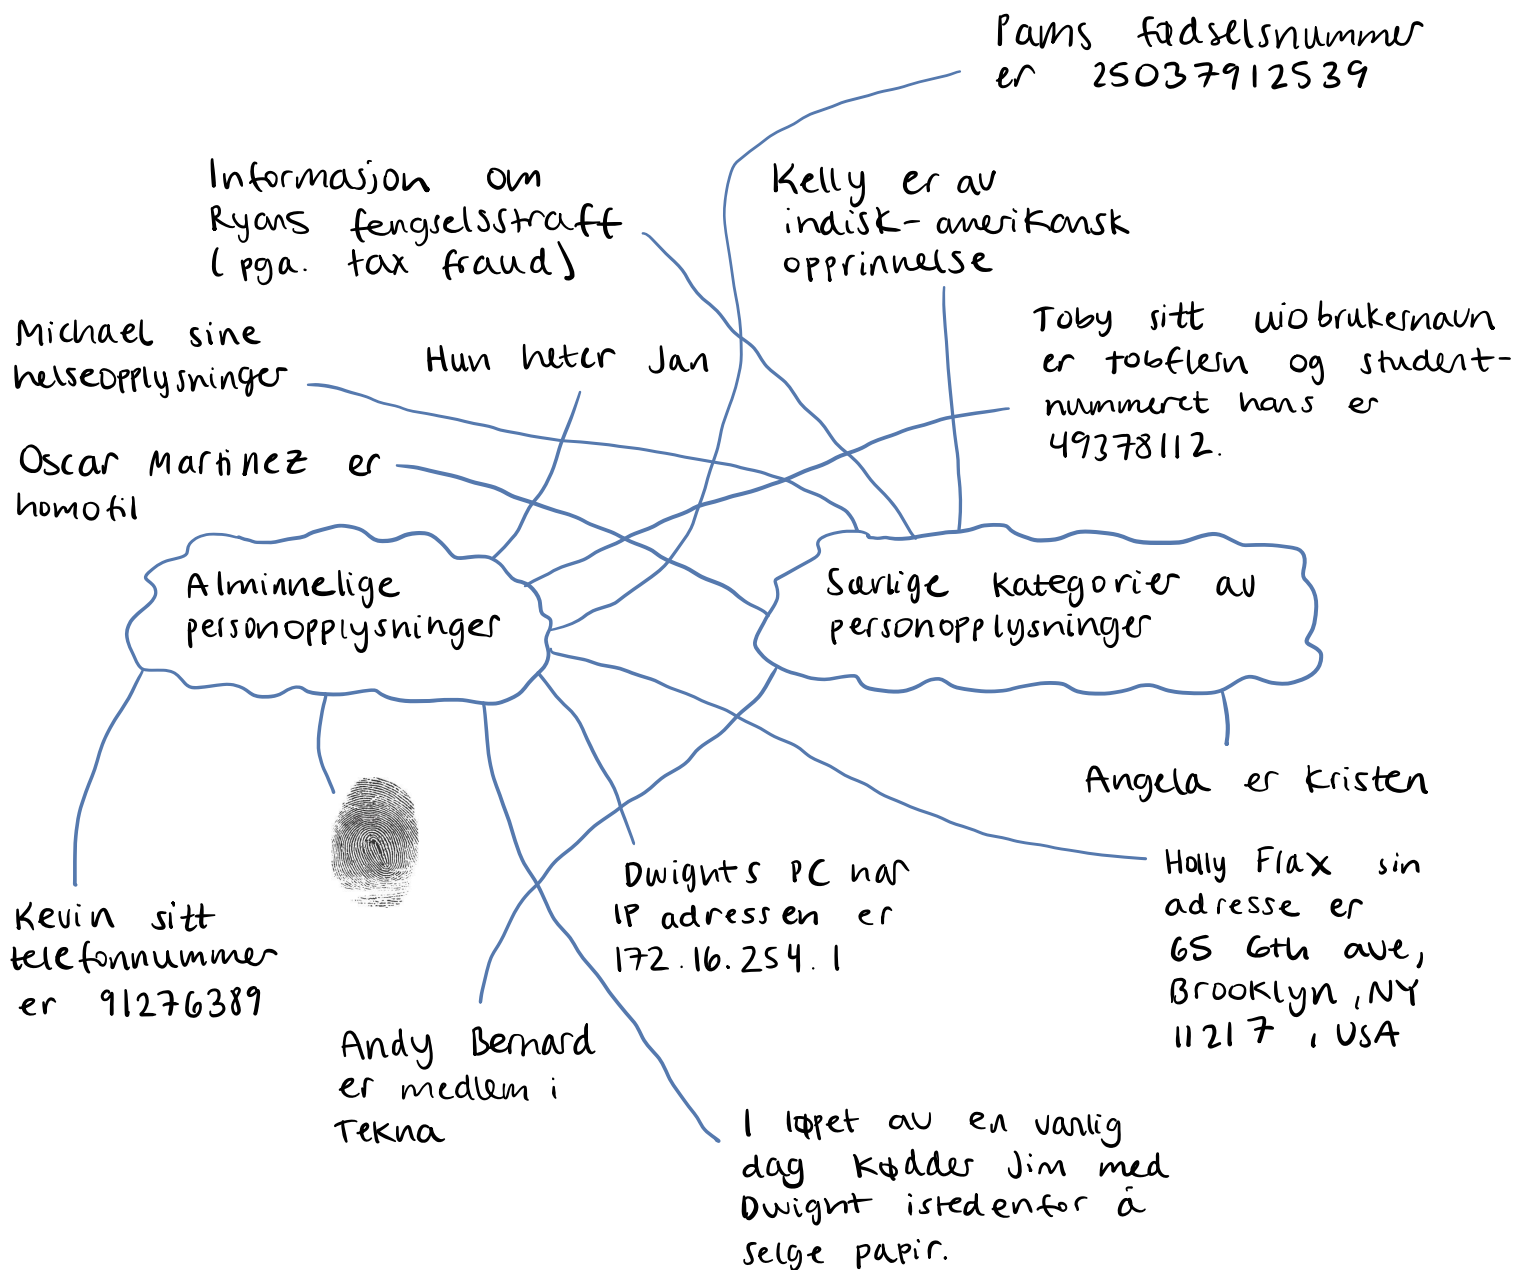 Pams fødselsnummer
er 25037912539
Informasjon om
Ryans fengselsstraff
(pga. tax fraud)
Kelly er av
indisk-amerikansk
opprinnelse
Michael sine
helseopplysninger
Hun heter Jan
Toby sitt uiobrukernavn
er tobflesn og student-
nummeret hans er
49378112.
Oscar Martinez er
homofil
Alminnelige
personopplysninger
Særlige kategorier av
personopplysninger
Angela er kristen
Kevin sitt
telefonnummer
er 91276389
Dwights PC har
IP adressen er
172.16.254.1
Holly Flax sin
adresse er
65 6th ave,
Brooklyn, NY
11217, USA
Andy Bernard
er medlem i
Tekna
I løpet av en vanlig
dag kødder Jim med
Dwight istedenfor å
selge papir.